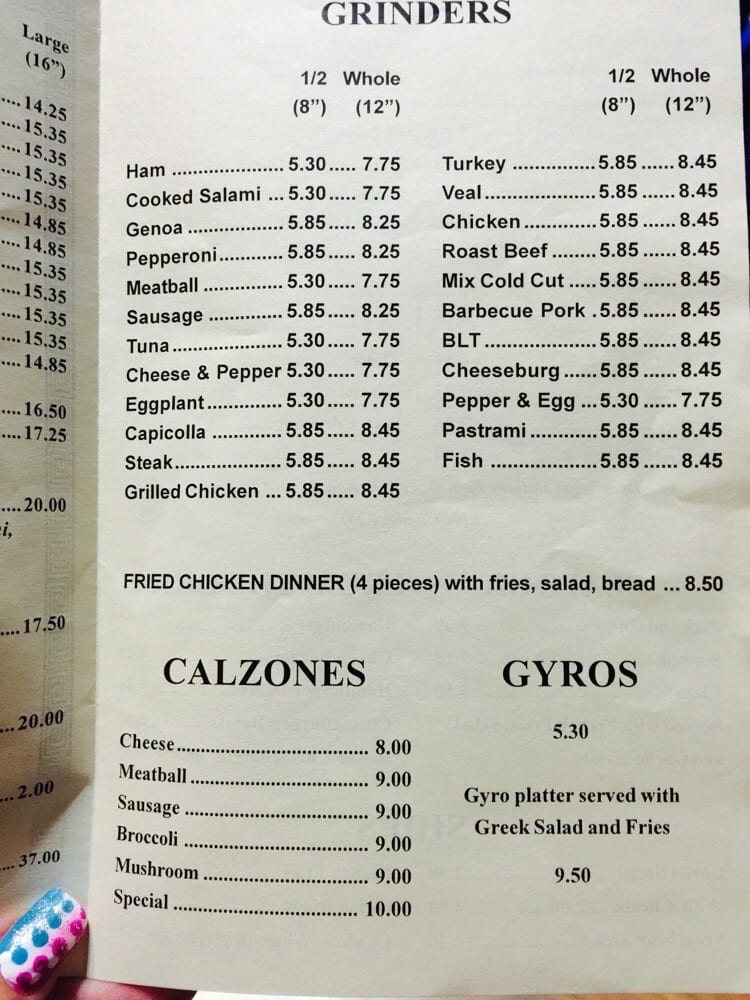 Large
(16”)
....14.25
....15.35
....15.35
....15.35
....15.35
....14.85
....14.85
....15.35
....15.35
....15.35
....15.35
....14.85
16.50
....17.25
....20.00
i,
....17.50
...20.00
...2.00
...37.00
GRINDERS
1/2 Whole
(8”) (12”)
Ham ...................... 5.30..... 7.75
Cooked Salami ... 5.30..... 7.75
Genoa ................... 5.85..... 8.25
Pepperoni............. 5.85..... 8.25
Meatball ................ 5.30..... 7.75
Sausage ............... 5.85..... 8.25
Tuna...................... 5.30..... 7.75
Cheese & Pepper 5.30..... 7.75
Eggplant................ 5.30..... 7.75
Capicolla .............. 5.85..... 8.45
Steak...................... 5.85..... 8.45
Grilled Chicken ... 5.85..... 8.45
1/2 Whole
(8”) (12”)
Turkey ................5.85......8.45
Veal......................5.85......8.45
Chicken..............5.85......8.45
Roast Beef ........5.85......8.45
Mix Cold Cut .....5.85......8.45
Barbecue Pork .5.85......8.45
BLT......................5.85......8.45
Cheeseburg ......5.85......8.45
Pepper & Egg ...5.30......7.75
Pastrami.............5.85......8.45
Fish .....................5.85......8.45
FRIED CHICKEN DINNER (4 pieces) with fries, salad, bread ... 8.50
CALZONES
Cheese...................................... 8.00
Meatball.................................... 9.00
Sausage .................................... 9.00
Broccoli .................................... 9.00
Mushroom ................................ 9.00
Special ..................................... 10.00
GYROS
5.30
Gyro platter served with
Greek Salad and Fries
9.50